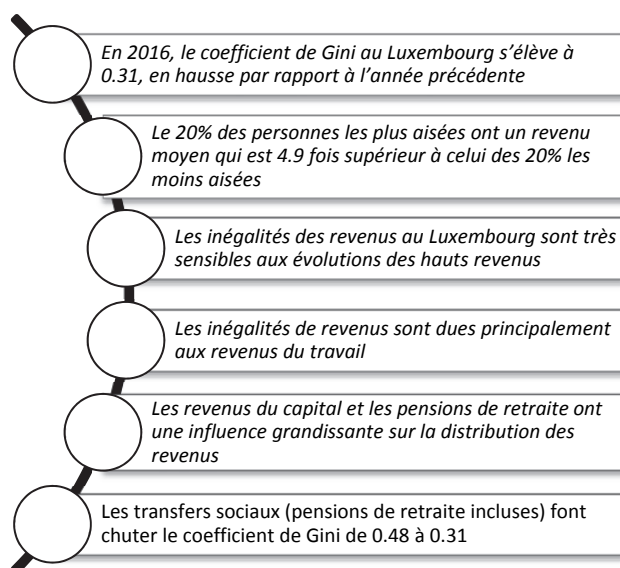 En 2016, le coefficient de Gini au Luxembourg s’élève à
0.31, en hausse par rapport à l’année précédente
Le 20% des personnes les plus aisées ont un revenu
moyen qui est 4.9 fois supérieur à celui des 20% les
moins aisées
Les inégalités des revenus au Luxembourg sont très
sensibles aux évolutions des hauts revenus
Les inégalités de revenus sont dues principalement
aux revenus du travail
Les revenus du capital et les pensions de retraite ont
une influence grandissante sur la distribution des
revenus
Les transfers sociaux (pensions de retraite incluses) font
chuter le coefficient de Gini de 0.48 à 0.31